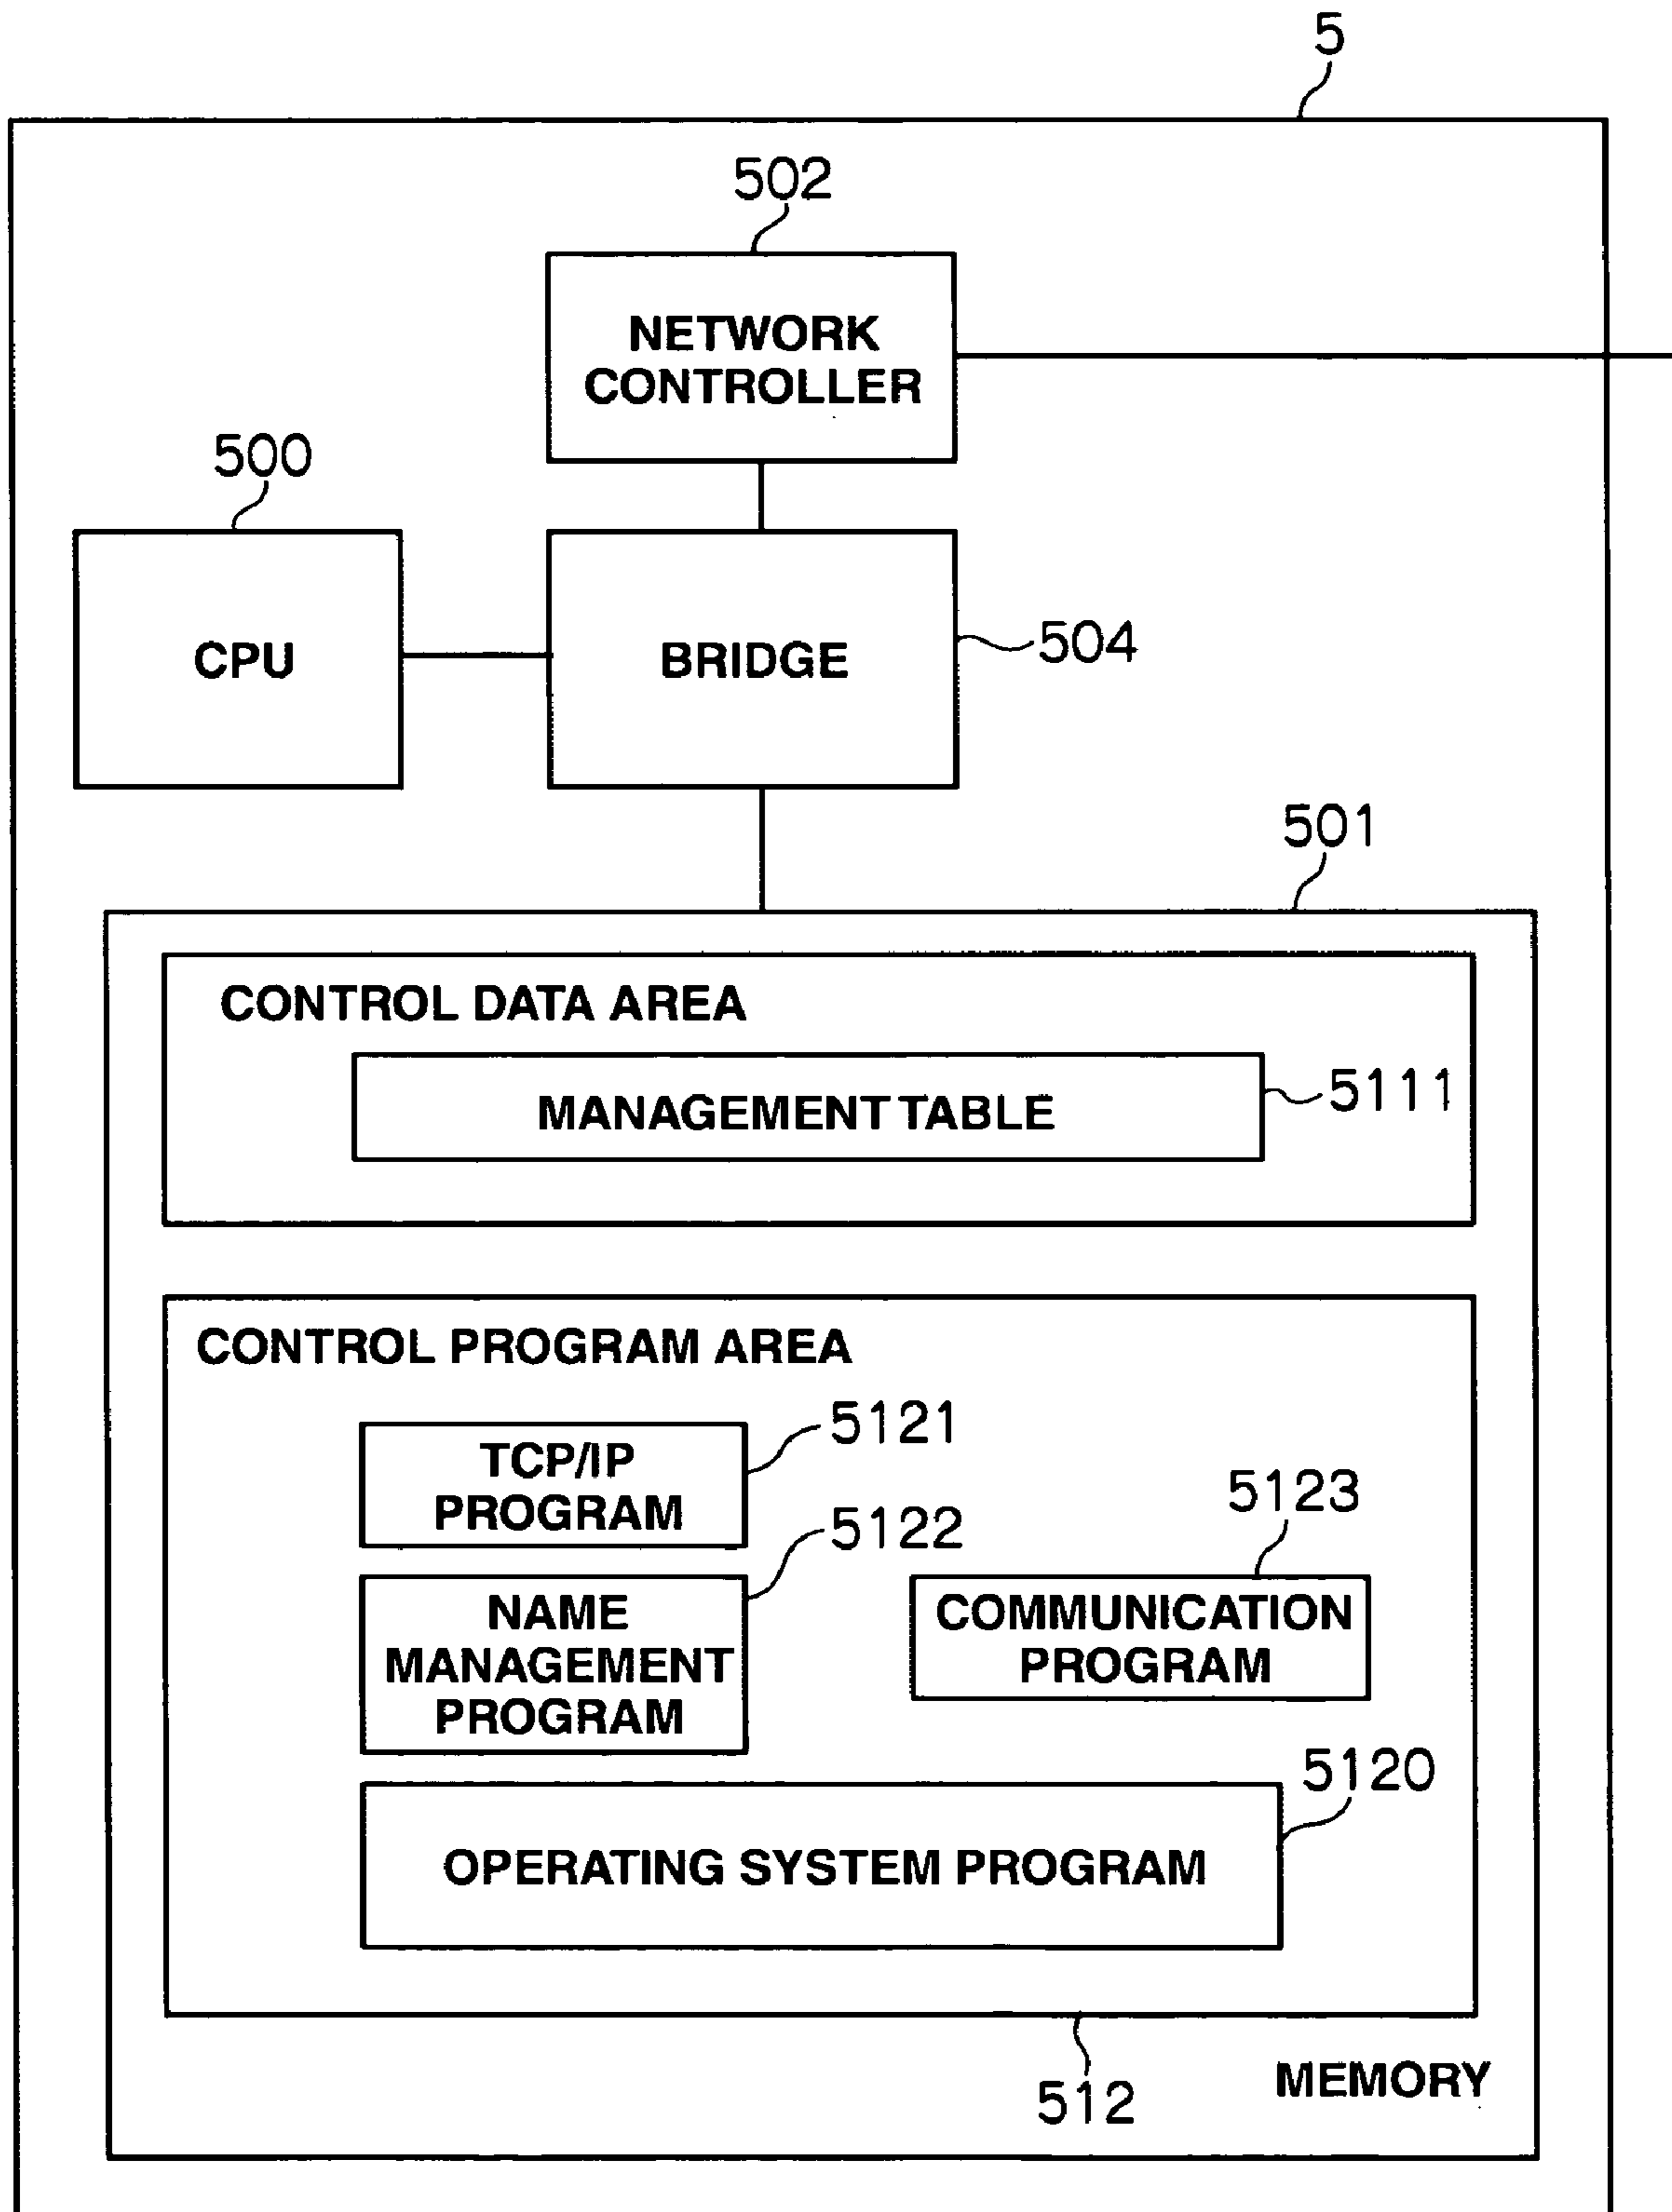 5
502
NETWORK
CONTROLLER
500
CPU
BRIDGE
504
501
CONTROL DATA AREA
MANAGEMENT TABLE
5111
CONTROL PROGRAM AREA
TCP/IP
PROGRAM
5121
NAME
MANAGEMENT
PROGRAM
5122
5123
COMMUNICATION
PROGRAM
5120
OPERATING SYSTEM PROGRAM
512
MEMORY